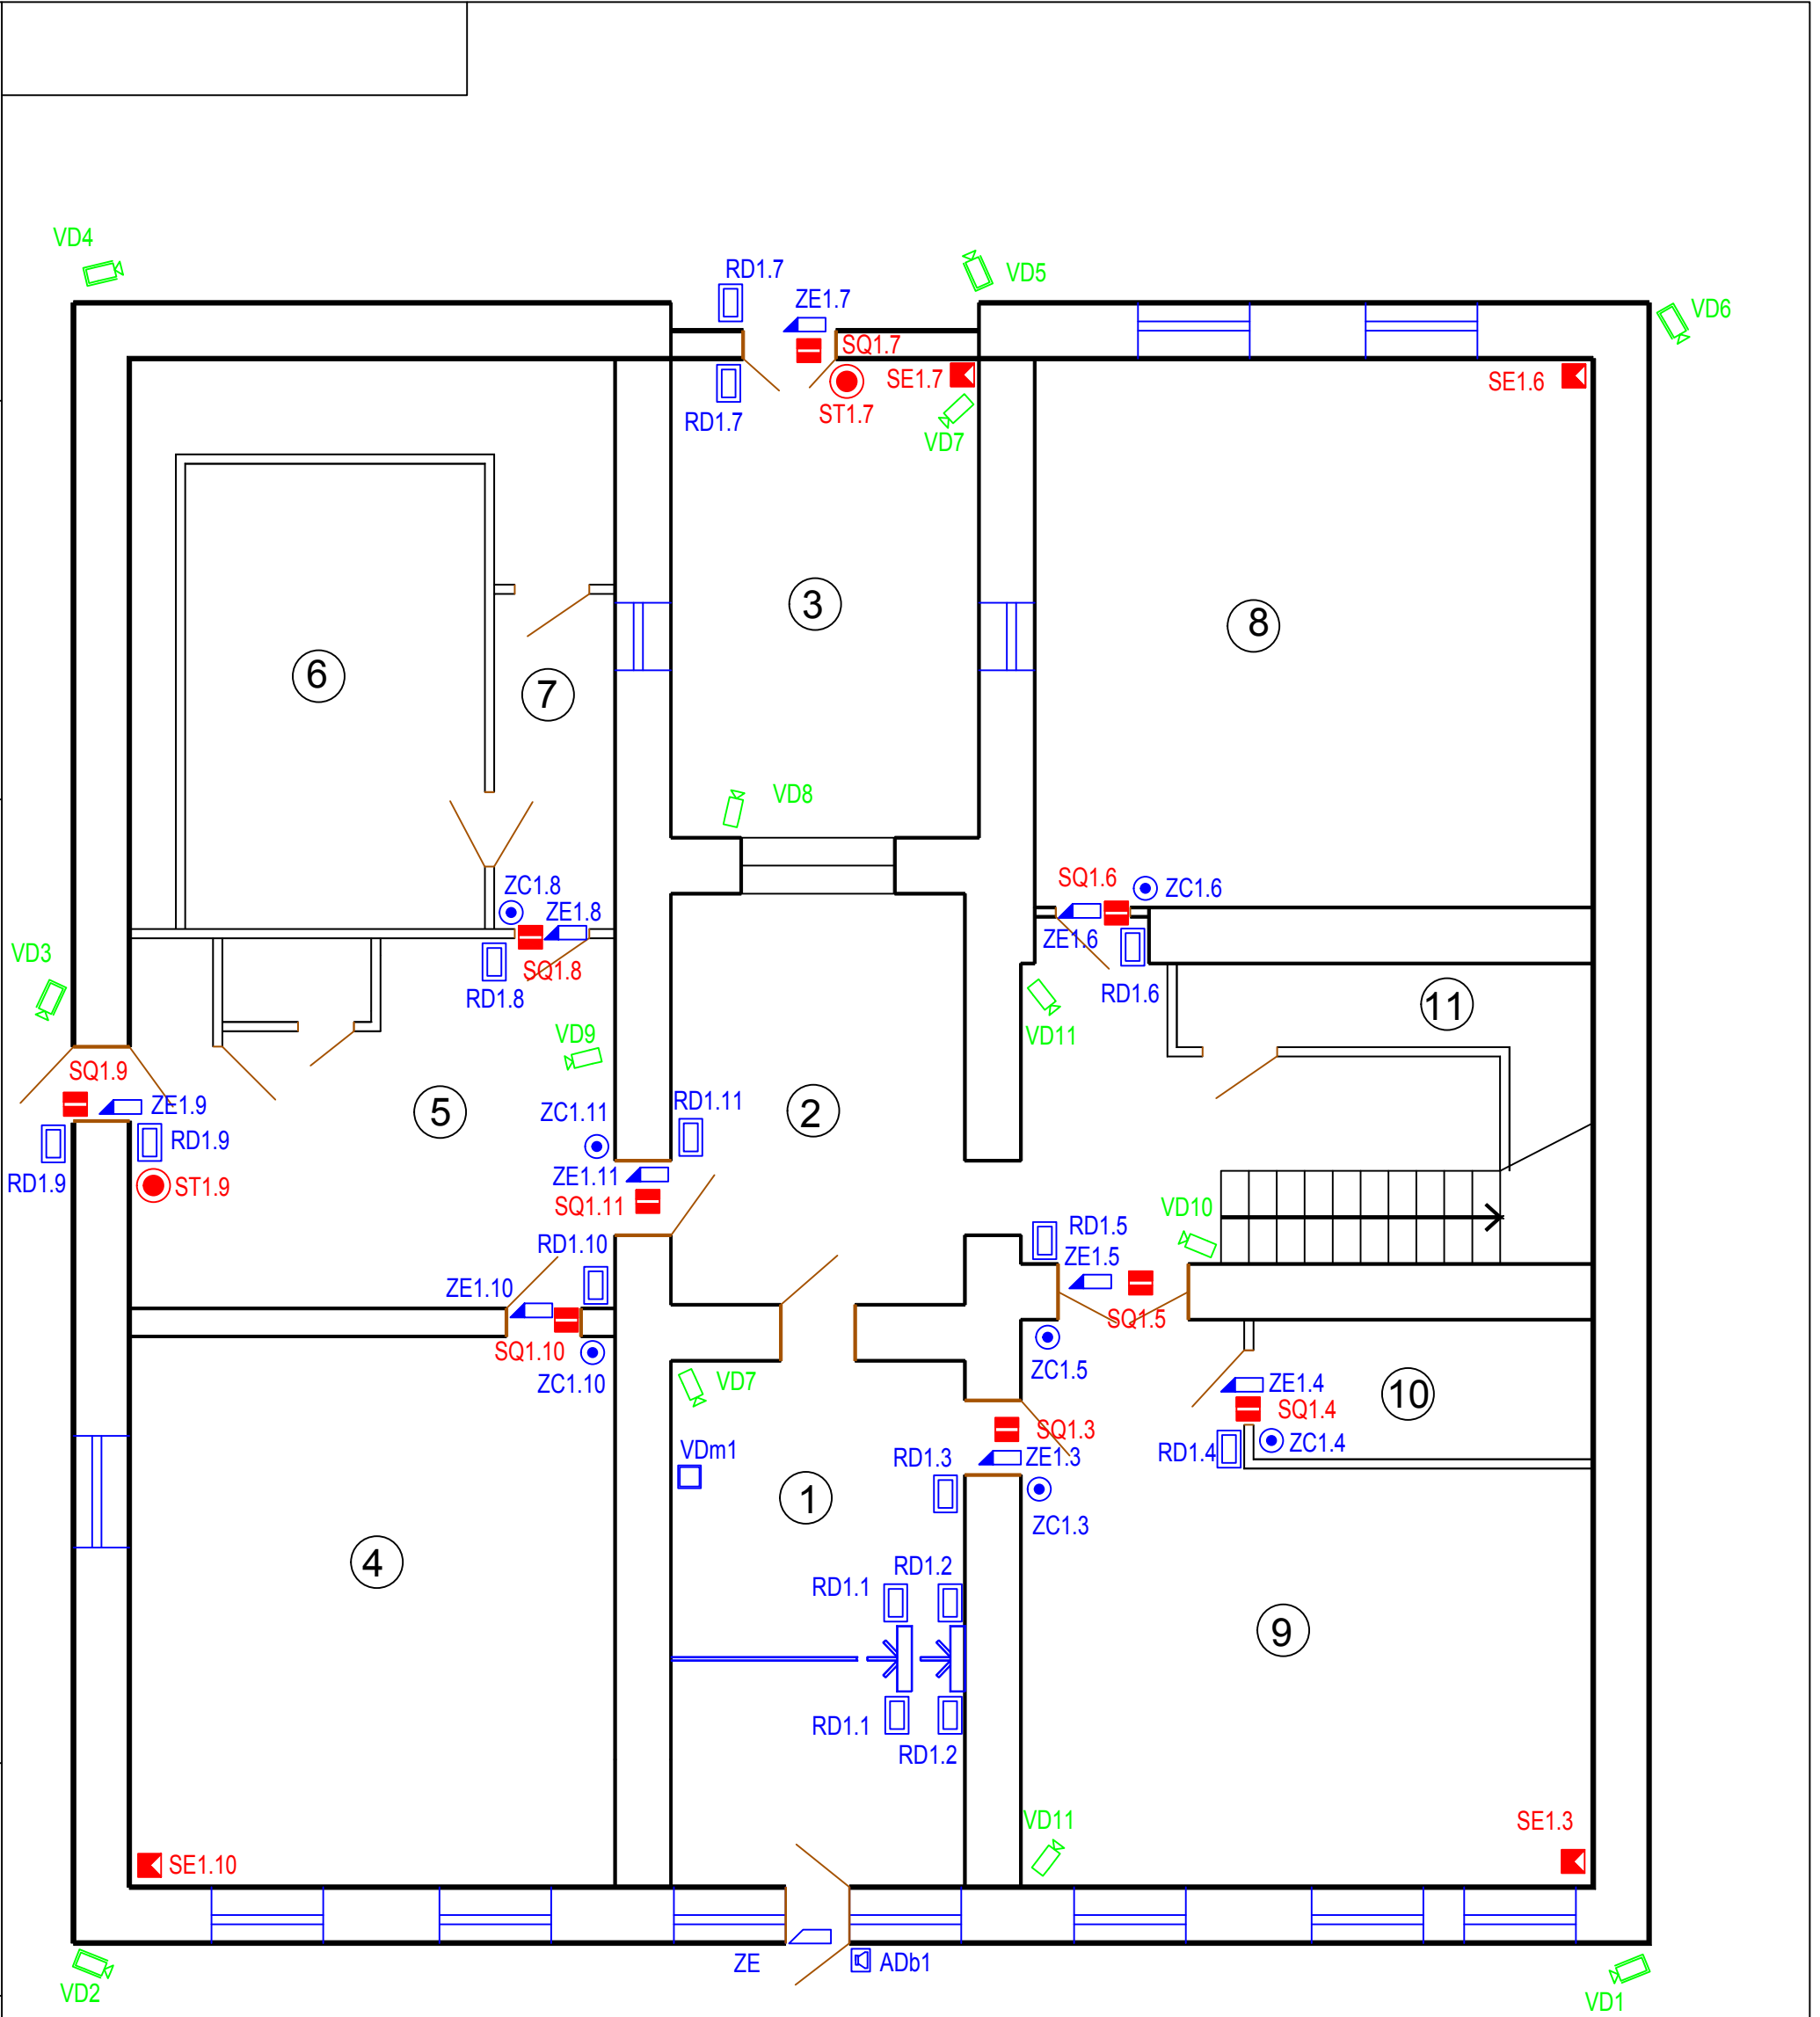 VD4
RD1.7
VD5
ZE1.7
VD6
SQ1.7
SE1.7
SE1.6
ST1.7
RD1.7
VD7
3
8
6
7
VD8
SQ1.6
ZC1.6
ZC1.8
ZE1.8
ZE1.6
VD3
SQ1.8
RD1.8
RD1.6
11
VD9
VD11
SQ1.9
ZE1.9
5
ZC1.11
RD1.11
2
RD1.9
RD1.9
ST1.9
ZE1.11
SQ1.11
VD10
RD1.5
RD1.10
ZE1.5
ZE1.10
SQ1.5
SQ1.10
ZC1.10
ZC1.5
VD7
ZE1.4
10
SQ1.4
SQ1.3
VDm1
RD1.3
ZE1.3
RD1.4
ZC1.4
1
ZC1.3
4
RD1.2
RD1.1
9
RD1.1
RD1.2
VD11
SE1.3
SE1.10
ZE
ADb1
VD2
VD1